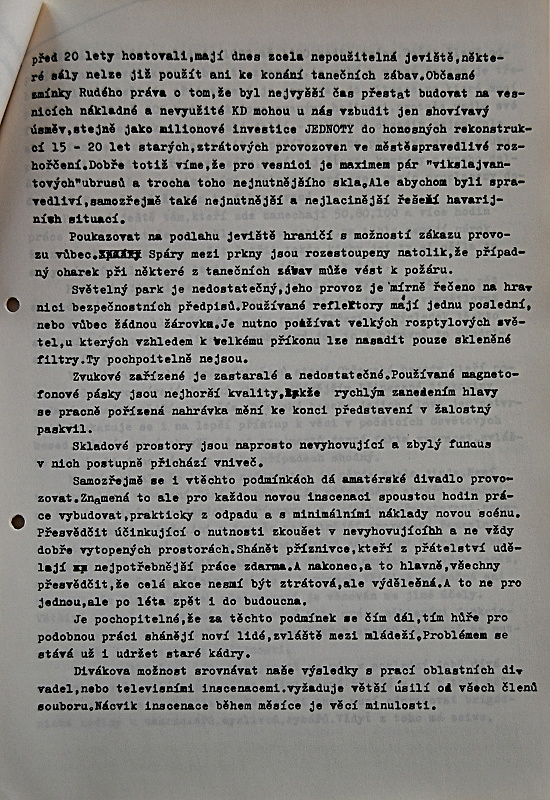 před 20 lety hostovali,mají dnes zcela nepoužitelná jeviště,někte-
ré sály nelze již použít ani ke konání tanečních zábav.Občasné
zmínky Rudého práva o tom,že byl nejvyšší čas přestat budovat na ves-
nicích nákladné a nevyužité KD mohou u nás vzbudit jen shovívavý
úsměv,stejně jako milionové investice JEDNOTY do honosných rekonstruk-
cí 15 - 20 let starých,ztrátových provozoven ve městěspravedlivé roz-
hořčení.Dobře totiž víme,že pro vesnici je maximem pár "vikslajvan-
tových"ubrusů a trocha toho nejnutnějšího skla.Ale abychom byli spra-
vedliví,samozřejmě také nejnutnější a nejlacinější řešení havarij-
ních situací.
Poukazovat na podlahu jeviště hraničí s možností zákazu provo-
zu vůbec. Spáry mezi prkny jsou rozestoupeny natolik,že případ-
ný oharek při některé z tanečních zábav může vést k požáru.
Světelný park je nedostatečný,jeho provoz je mírně řečeno na hra
nici bezpečnostních předpisů.Používané reflektory mají jednu poslední,
nebo vůbec žádnou žárovku.Je nutno používat velkých rozptylových svě-
tel,u kterých vzhledem k velkému příkonu lze nasadit pouze skleněné
filtry.Ty pochpoitelně nejsou.
Zvukové zařízené je zastaralé a nedostatečné.Používané magneto-
fonové pásky jsou nejhorší kvality, rychlým zanedením hlavy
se pracně pořízená nahrávka mění ke konci představení v žalostný
paskvil.
Skladové prostory jsou naprosto nevyhovující a zbylý fundus
v nich postupně přichází vniveč.
Samozřejmě se i vtěchto podmínkách dá amatérské divadlo provo-
zovat.Znamená to ale pro každou novou inscenaci spoustou hodin prá-
ce vybudovat,prakticky z odpadu a s minimálními náklady novou scénu.
Přesvědčit účinkující o nutnosti zkoušet v nevyhovujícíhh a ne vždy
dobře vytopených prostorách.Shánět příznivce,kteří z přátelství udě-
lají nejpotřebnější práce zdarma.A nakonec,a to hlavně,všechny
přesvědčit,že celá akce nesmí být ztrátová,ale výdělečná.A to ne pro
jednou,ale po léta zpět i do budoucna.
Je pochopitelné,že za těchto podmínek se čím dál,tím hůře pro
podobnou práci shánějí noví lidé,zvláště mezi mládeží.Problémem se
stává už i udržet staré kádry.
Divákova možnost srovnávat naše výsledky s prací oblastních di
vadel,nebo televisními inscenacemi.vyžaduje větší úsilí od všech členů
souboru.Nácvik inscenace během měsíce je věcí minulosti.